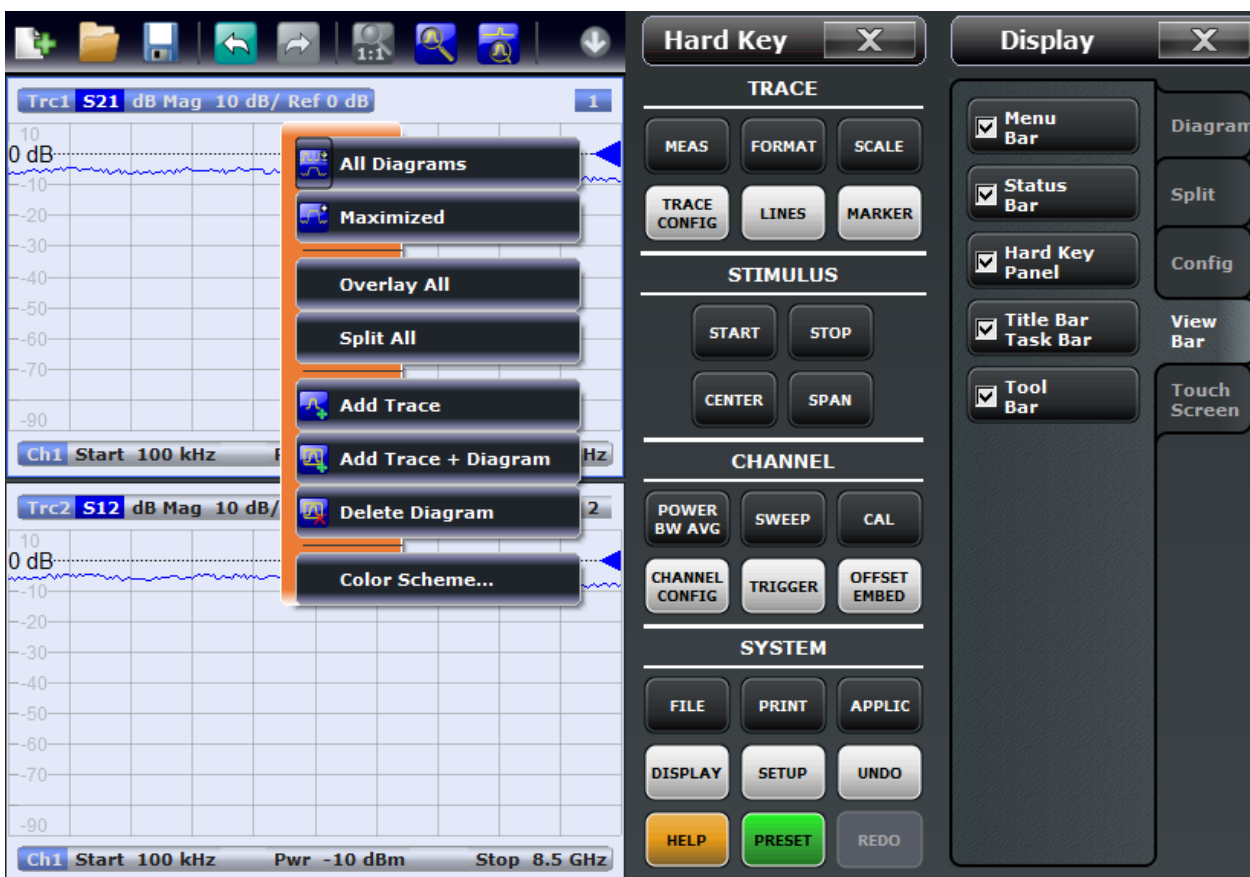 1:1
Trc1 S21 dB Mag 10 dB/ Ref 0 dB 1
10
0 dB
-10
-20
-30
-40
-50
-60
-70
-90
Ch1 Start 100 kHz Hz
Trc2 S12 dB Mag 10 dB/ 2
10
0 dB
-10
-20
-30
-40
-50
-60
-70
-90
Ch1 Start 100 kHz Pwr -10 dBm Stop 8.5 GHz
All Diagrams
Maximized
Overlay All
Split All
Add Trace
Add Trace + Diagram
Delete Diagram
Color Scheme...
Hard Key X
TRACE
MEAS FORMAT SCALE
TRACE
CONFIG
LINES MARKER
STIMULUS
START STOP
CENTER SPAN
CHANNEL
POWER
BW AVG
SWEEP CAL
CHANNEL
CONFIG
TRIGGER
OFFSET
EMBED
SYSTEM
FILE PRINT APPLIC
DISPLAY SETUP UNDO
HELP PRESET REDO
Display X
Menu
Bar
Status
Bar
Hard Key
Panel
Title Bar
Task Bar
Tool
Bar
Diagram
Split
Config
View
Bar
Touch
Screen